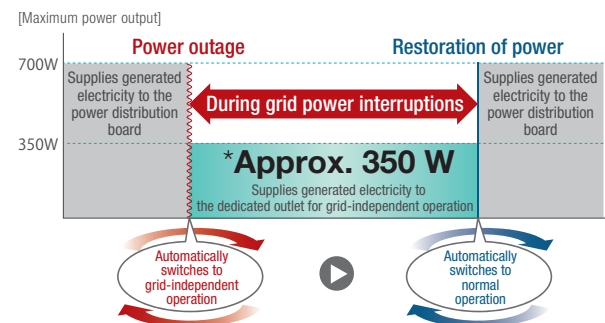 [Maximum power output]
Power outage
Restoration of power
700W
Supplies generated
electricity to the
power distribution
board
During grid power interruptions
Supplies generated
electricity to the
power distribution
board
350W
*Approx. 350 W
Supplies generated electricity to
the dedicated outlet for grid-independent operation
Automatically
switches to
grid-independent
operation
Automatically
switches to
normal
operation